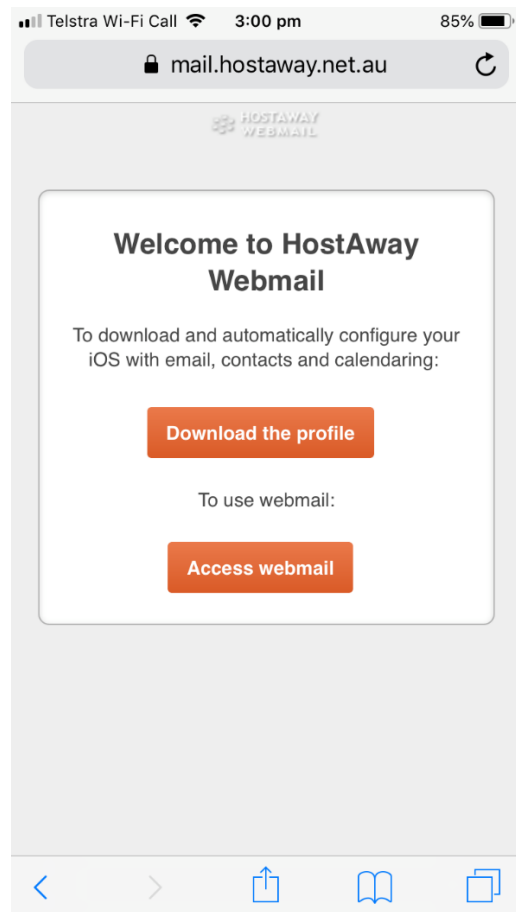 Telstra Wi-Fi Call 3:00 pm 85%
mail.hostaway.net.au
HOSTAWAY
WEBMAIL
Welcome to HostAway
Webmail
To download and automatically configure your
iOS with email, contacts and calendaring:
Download the profile
To use webmail:
Access webmail